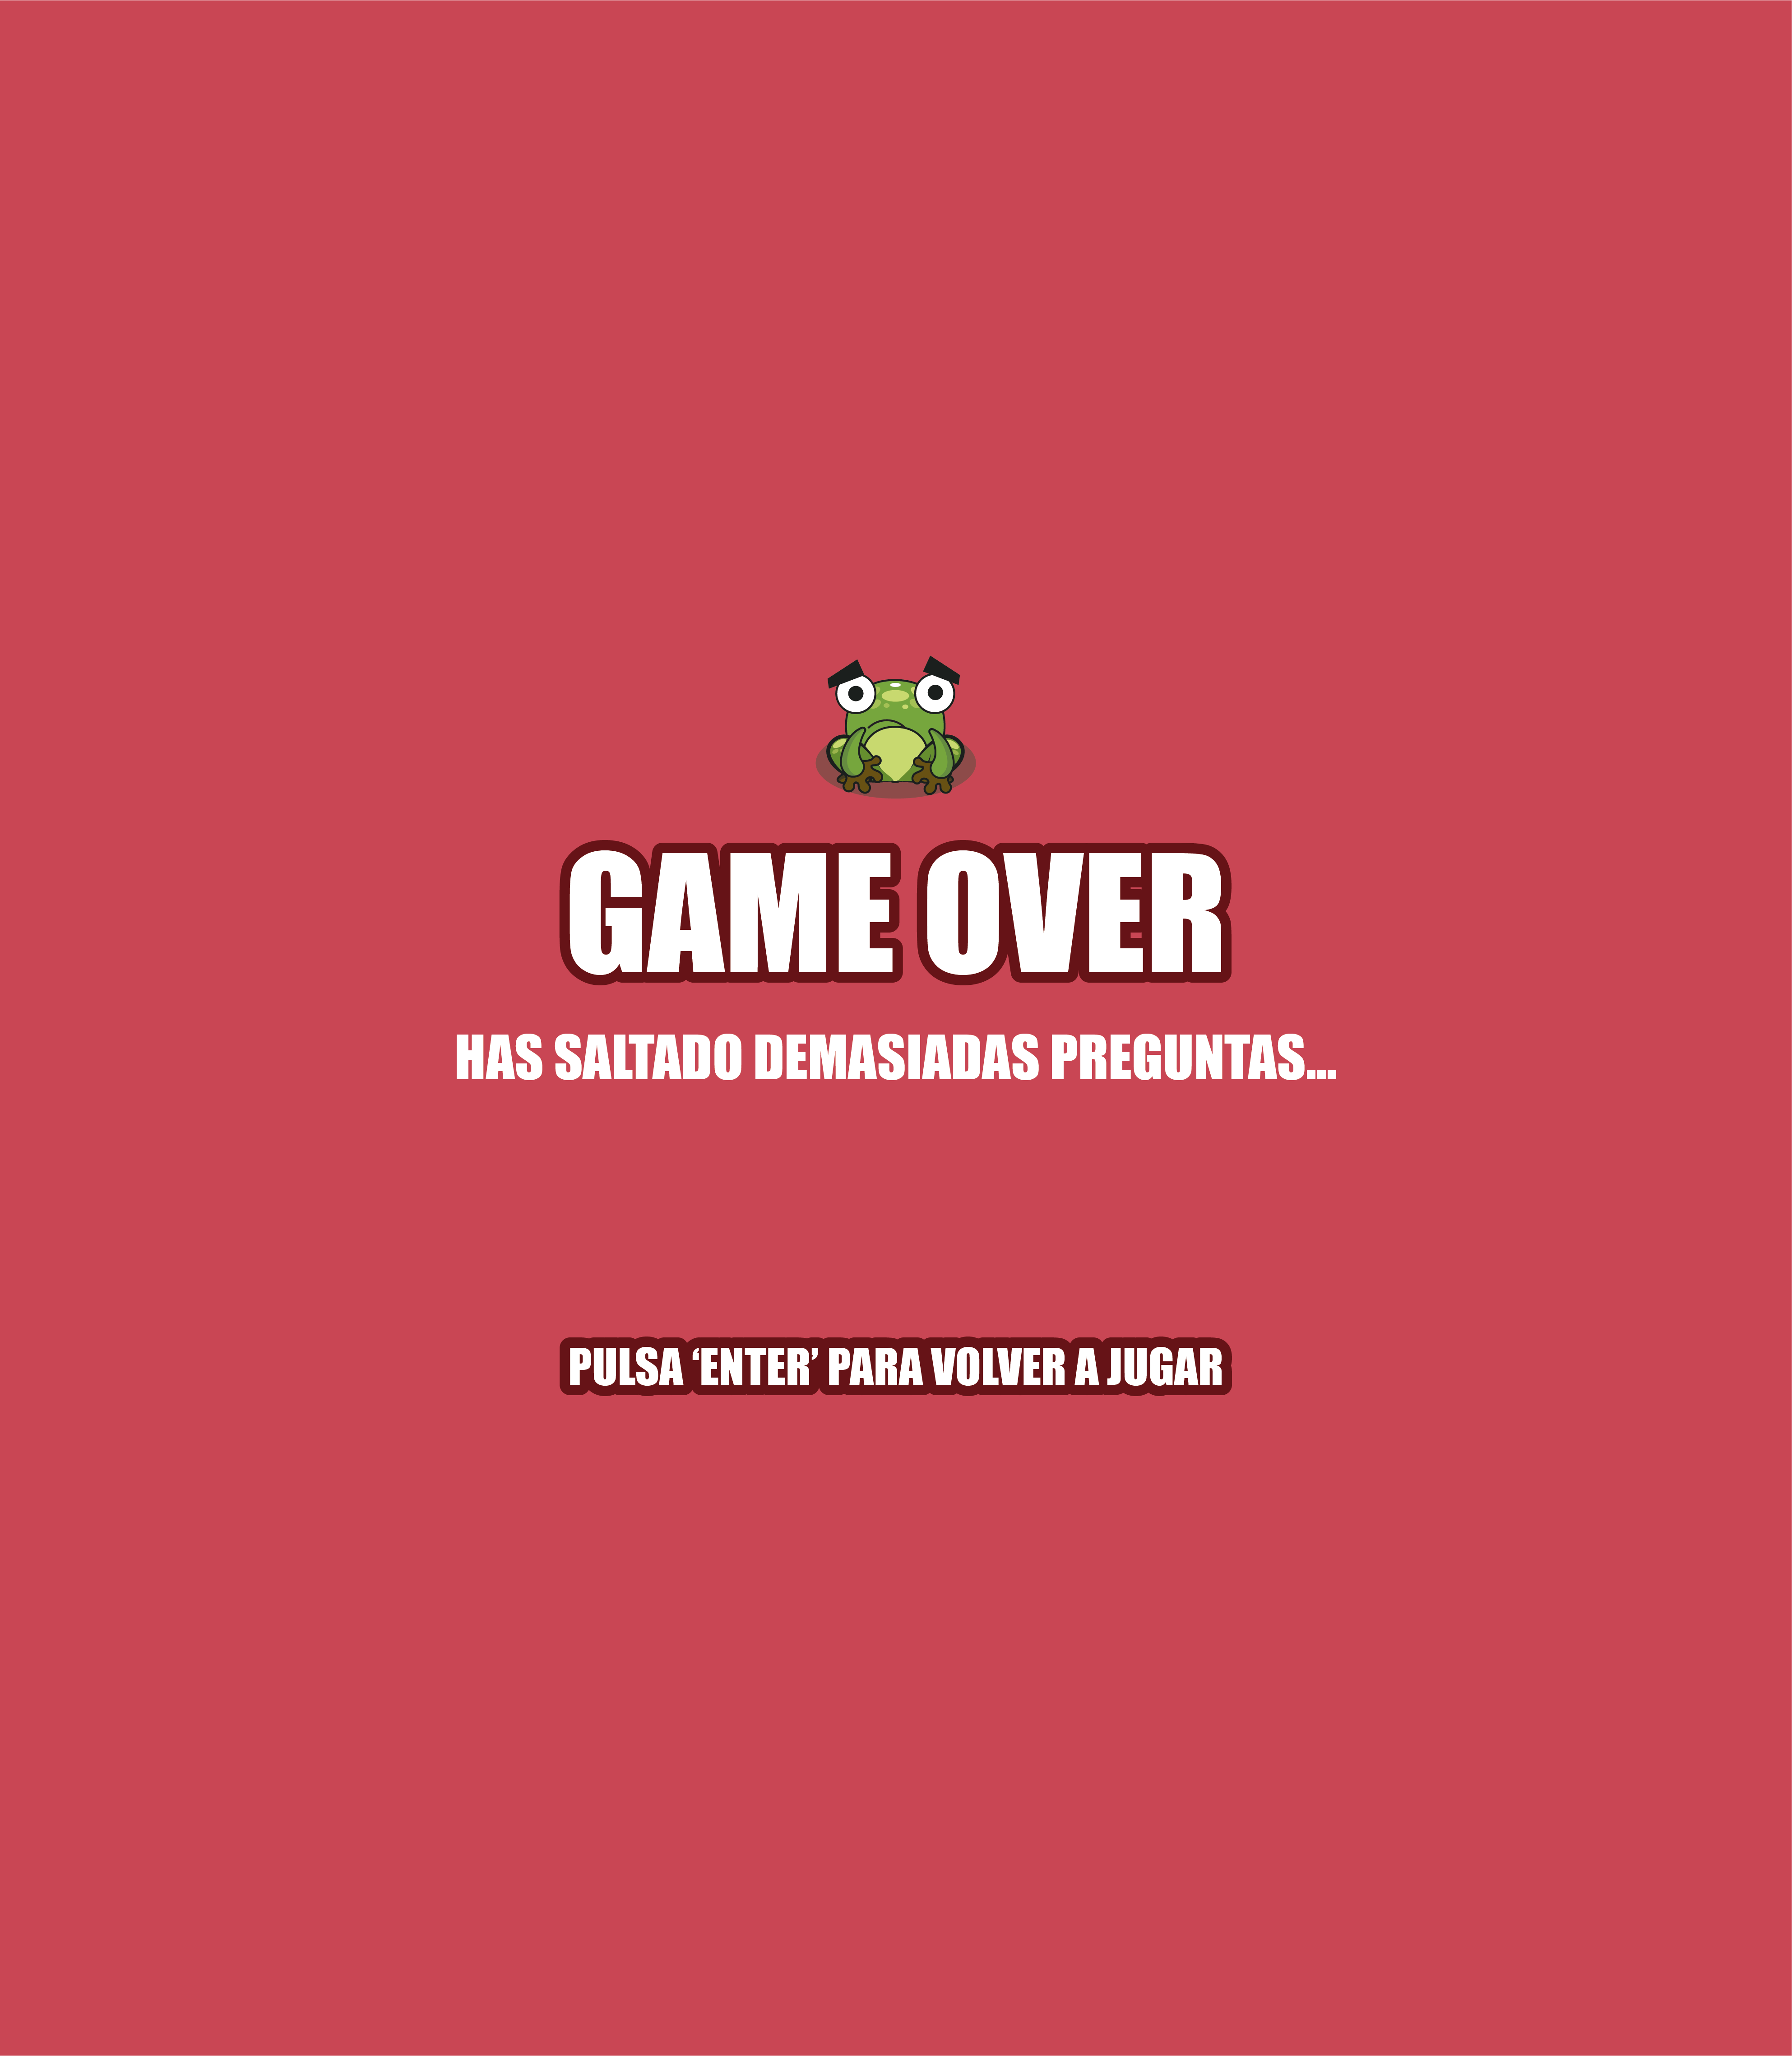 GAME OVER
HAS SALTADO DEMASIADAS PREGUNTAS...
PULSA ‘ENTER’ PARA VOLVER A JUGAR